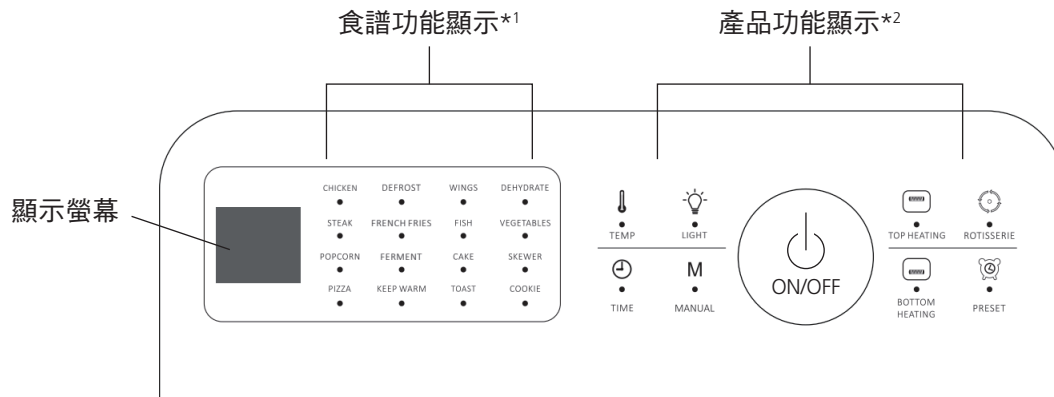 食譜功能顯示*1
產品功能顯示*2
顯示螢幕
CHICKEN DEFROST WINGS DEHYDRATE
STEAK FRENCH FRIES FISH VEGETABLES
POPCORN FERMENT CAKE SKEWER
PIZZA KEEP WARM TOAST COOKIE
TEMP LIGHT
TIME M
MANUAL
ON/OFF
TOP HEATING ROTISSERIE
BOTTOM
HEATING
PRESET